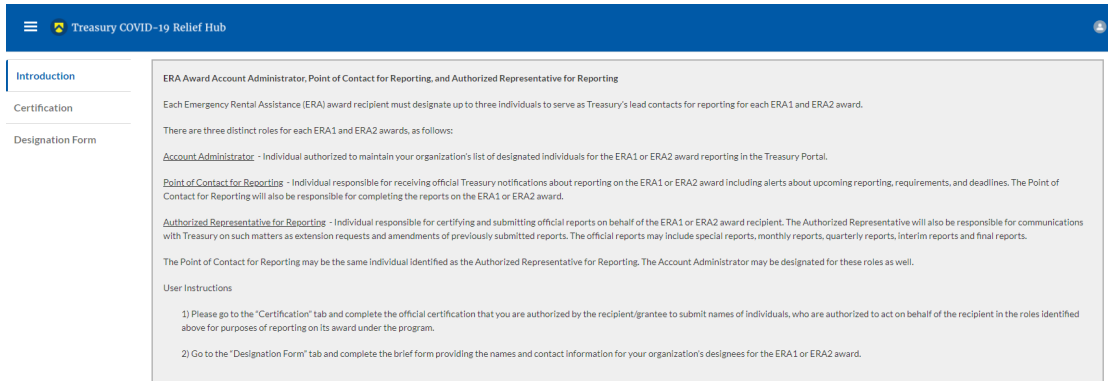 Treasury COVID-19 Relief Hub
Introduction
Certification
Designation Form
ERA Award Account Administrator, Point of Contact for Reporting, and Authorized Representative for Reporting
Each Emergency Rental Assistance (ERA) award recipient must designate up to three individuals to serve as Treasury's lead contacts for reporting for each ERA1 and ERA2 award.
There are three distinct roles for each ERA1 and ERA2 awards, as follows:
Account Administrator - Individual authorized to maintain your organization's list of designated individuals for the ERA1 or ERA2 award reporting in the Treasury Portal.
Point of Contact for Reporting - Individual responsible for receiving official Treasury notifications about reporting on the ERA1 or ERA2 award including alerts about upcoming reporting, requirements, and deadlines. The Point of
Contact for Reporting will also be responsible for completing the reports on the ERA1 or ERA2 award.
Authorized Representative for Reporting - Individual responsible for certifying and submitting official reports on behalf of the ERA1 or ERA2 award recipient. The Authorized Representative will also be responsible for communications
with Treasury on such matters as extension requests and amendments of previously submitted reports. The official reports may include special reports, monthly reports, quarterly reports, interim reports and final reports.
The Point of Contact for Reporting may be the same individual identified as the Authorized Representative for Reporting. The Account Administrator may be designated for these roles as well.
User Instructions
1) Please go to the "Certification" tab and complete the official certification that you are authorized by the recipient/grantee to submit names of individuals, who are authorized to act on behalf of the recipient in the roles identified
above for purposes of reporting on its award under the program.
2) Go to the "Designation Form" tab and complete the brief form providing the names and contact information for your organization's designees for the ERA1 or ERA2 award.